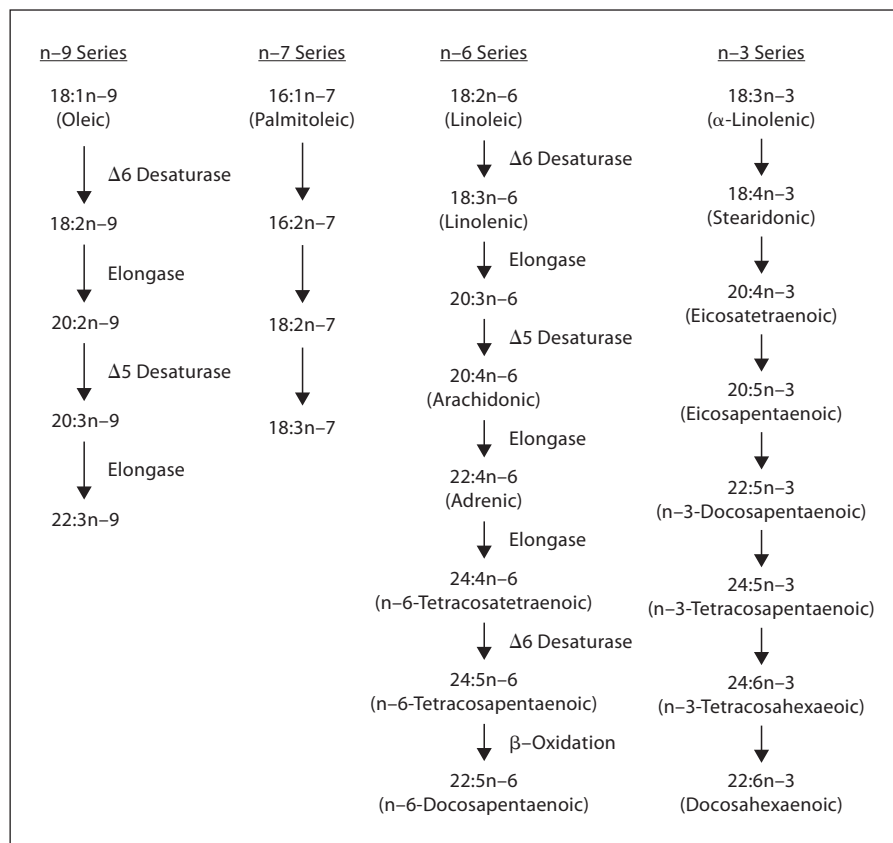 n–9 Series
18:1n–9
(Oleic)
Δ6 Desaturase
18:2n–9
Elongase
20:2n–9
Δ5 Desaturase
20:3n–9
Elongase
22:3n–9
n–7 Series
16:1n–7
(Palmitoleic)
16:2n–7
18:2n–7
18:3n–7
n–6 Series
18:2n–6
(Linoleic)
Δ6 Desaturase
18:3n–6
(Linolenic)
Elongase
20:3n–6
Δ5 Desaturase
20:4n–6
(Arachidonic)
Elongase
22:4n–6
(Adrenic)
Elongase
24:4n–6
(n–6-Tetracosatetraenoic)
Δ6 Desaturase
24:5n–6
(n–6-Tetracosapentaenoic)
β–Oxidation
22:5n–6
(n–6-Docosapentaenoic)
n–3 Series
18:3n–3
(α-Linolenic)
18:4n–3
(Stearidonic)
20:4n–3
(Eicosatetraenoic)
20:5n–3
(Eicosapentaenoic)
22:5n–3
(n–3-Docosapentaenoic)
24:5n–3
(n–3-Tetracosapentaenoic)
24:6n–3
(n–3-Tetracosahexaeoic)
22:6n–3
(Docosahexaenoic)